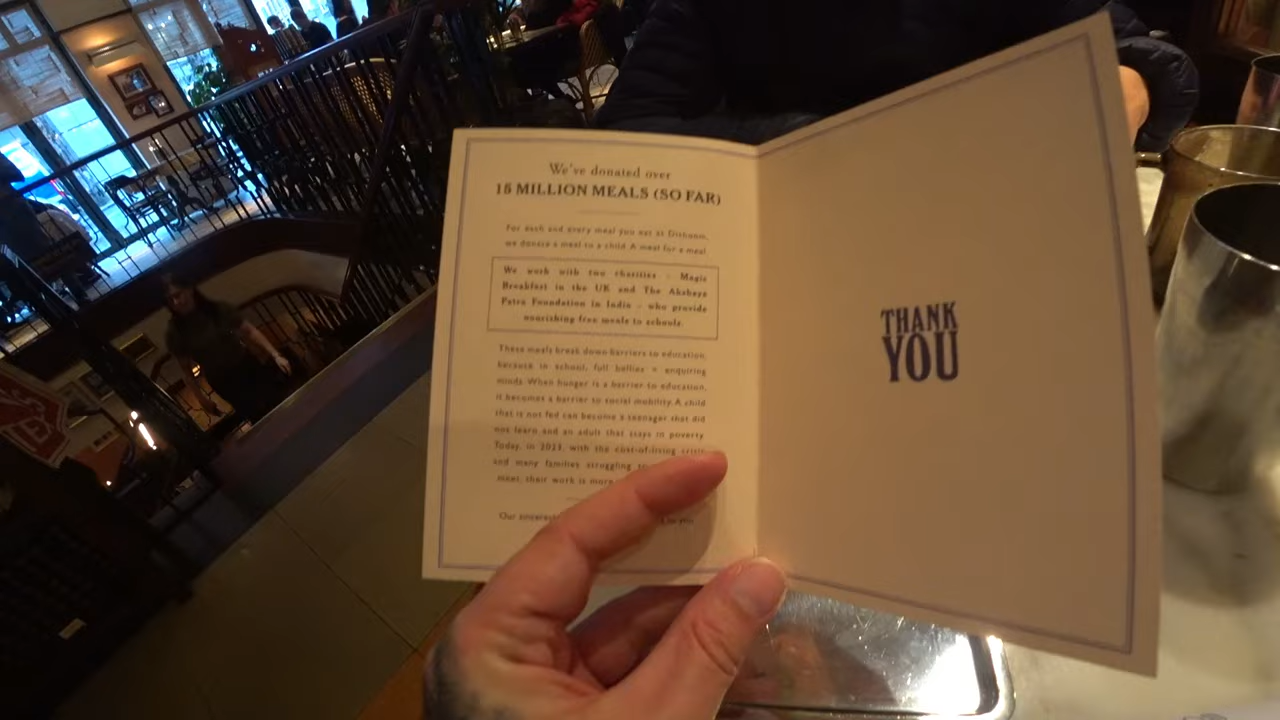 We've donated over
15 MILLION MEALS (SO FAR)
For each and every meal you eat at Dishoom,
we donate a meal to a child. A meal for a meal.
We work with two charities - Magic
Breakfast in the UK and The Akshaya
Patra Foundation in India - who provide
nourishing free meals to schools.
These meals break down barriers to education,
because in school, full bellies = enquiring
minds. When hunger is a barrier to education,
it becomes a barrier to social mobility. A child
that is not fed can become a teenager that did
not learn and an adult that stays in poverty.
Today, in 2023, with the cost-of-living crisis
and many families struggling to
meet, their work is more
Our
to you
THANK
YOU